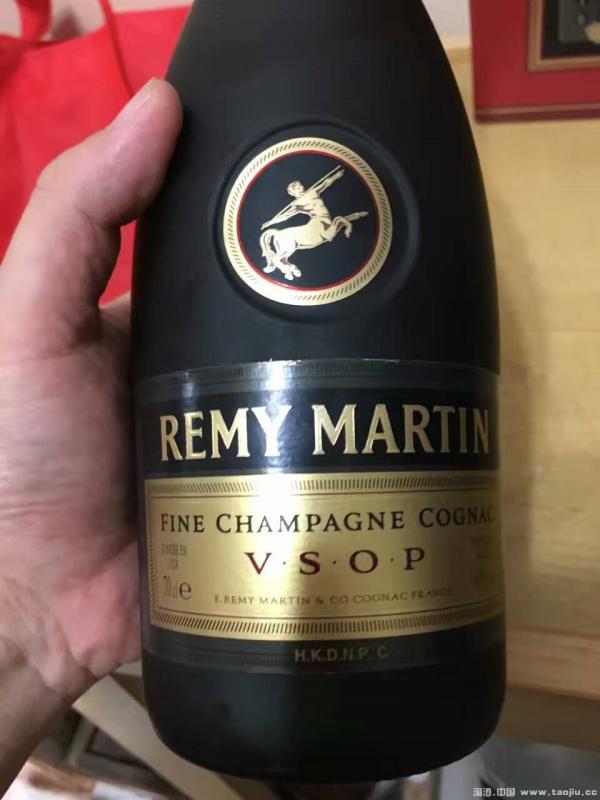 REMY MARTIN
FINE CHAMPAGNE COGNAC
V·S·O·P
70cl e
E. REMY MARTIN & CO COGNAC FRANCE
H.K.D.N.P. C
淘酒.中国 www.taojiu.cc